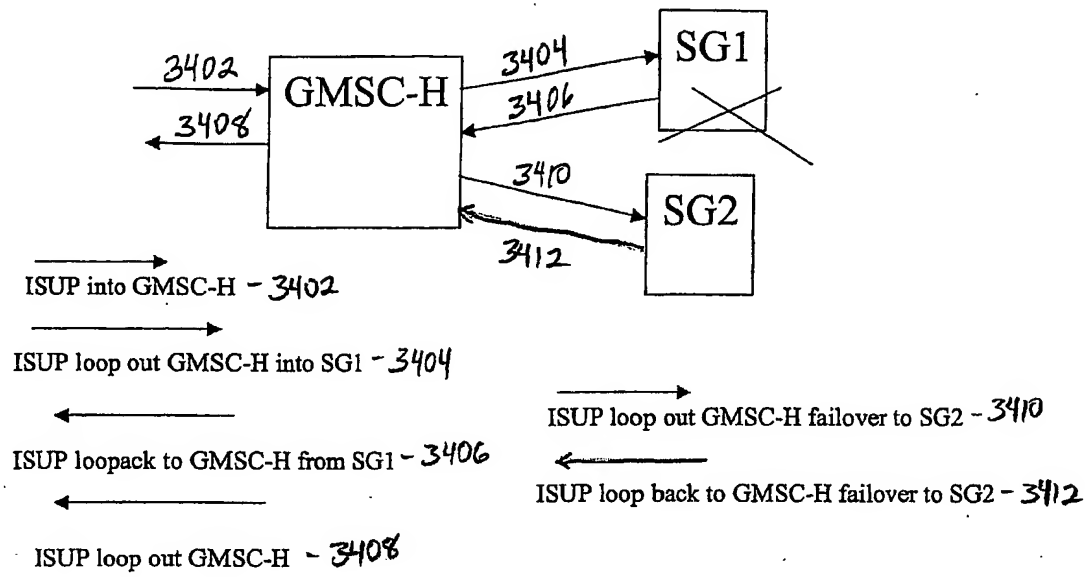 3402
3408
GMSC-H
3404
3406
SG1
3410
3412
SG2
ISUP into GMSC-H - 3402
ISUP loop out GMSC-H into SG1 - 3404
ISUP loopack to GMSC-H from SG1 - 3406
ISUP loop out GMSC-H - 3408
ISUP loop out GMSC-H failover to SG2 - 3410
ISUP loop back to GMSC-H failover to SG2 - 3412